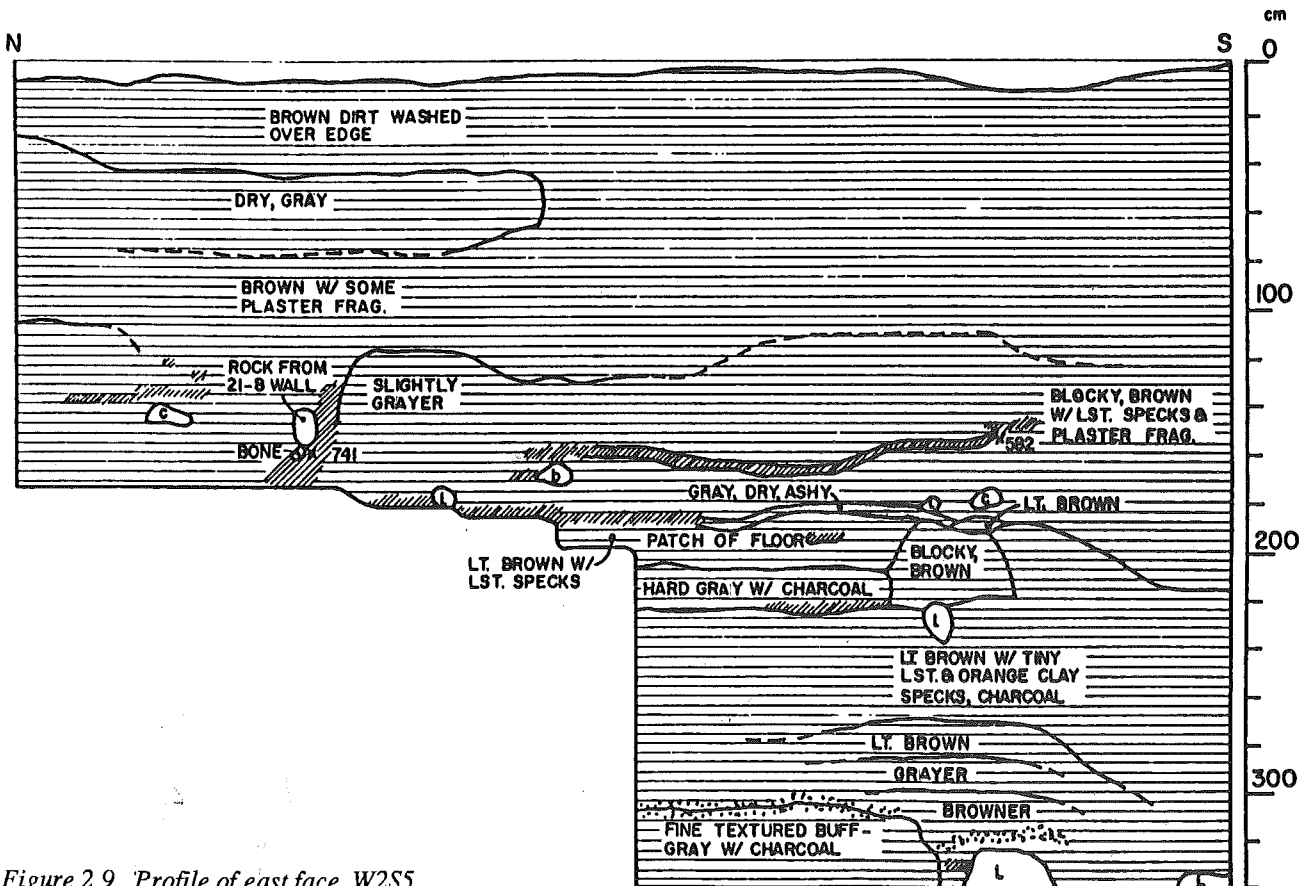 cm
N
S
0
BROWN DIRT WASHED
OVER EDGE
DRY, GRAY
100
BROWN W/ SOME
PLASTER FRAG.
ROCK FROM
21-8 WALL
SLIGHTLY
GRAYER
c
BONE
741
BLOCKY, BROWN
W/ LST. SPECKS &
PLASTER FRAG.
582
b
L
GRAY, DRY, ASHY
c
LT. BROWN
200
PATCH OF FLOOR
BLOCKY,
BROWN
LT. BROWN W/
LST. SPECKS
HARD GRAY W/ CHARCOAL
L
LT BROWN W/ TINY
LST. & ORANGE CLAY
SPECKS, CHARCOAL
LT. BROWN
GRAYER
300
BROWNER
FINE TEXTURED BUFF-
GRAY W/ CHARCOAL
L
b
Figure 2.9 Profile of east face, W2S5